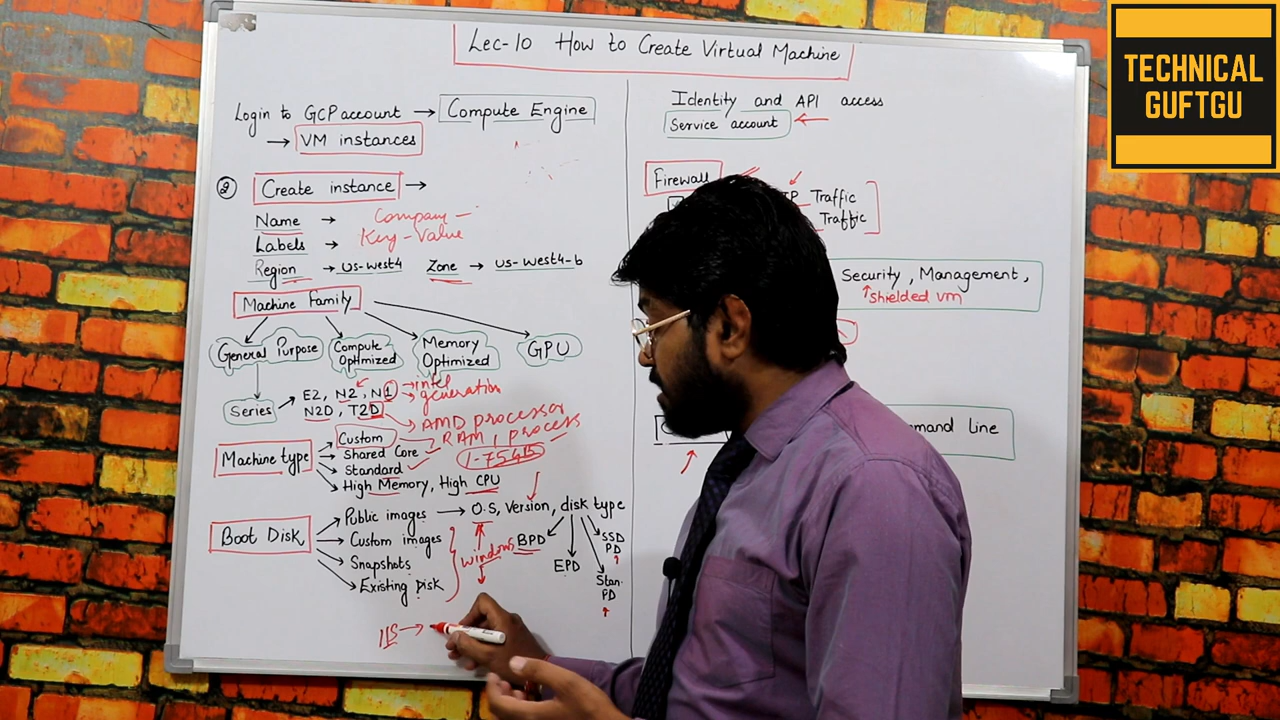 Lec-10 How to Create Virtual Machine
TECHNICAL
GUFTGU
Login to GCP account → Compute Engine
→ VM instances
② Create instance →
Name → Company -
Labels → Key-Value
Region → us-west4 Zone → us-west4-b
Machine Family
General Purpose
Compute Optimized
Memory Optimized
GPU
Series → E2, N2, N1 → intel
→ generation
N2D, T2D → AMD processor
Machine type
Custom RAM, process
Shared Core
Standard
High Memory, High CPU
Boot Disk
Public images → O.S, Version, disk type
Custom images
Snapshots
Existing Disk
windows
BPD
EPD
Stan. PD
SSD PD
IIS →
Identity and API access
Service account ←
Firewall
Traffic
Traffic
Security, Management,
↑ Shielded vm
Line